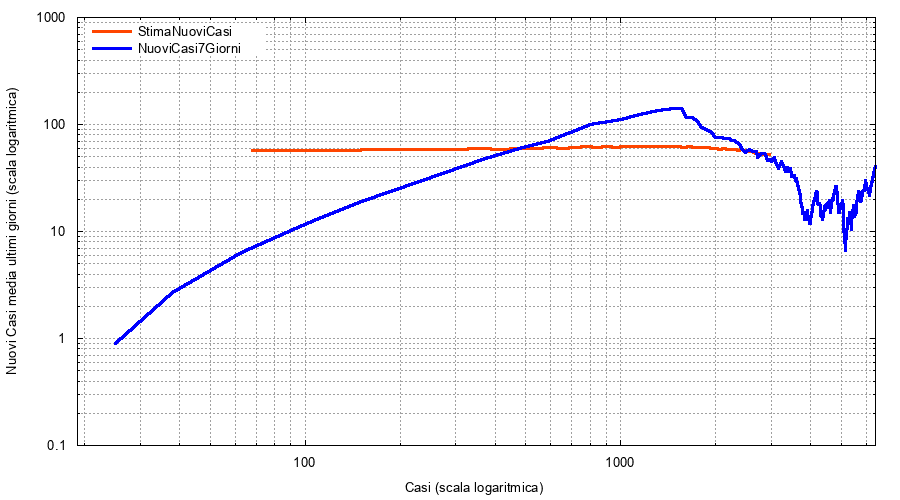 1000
StimaNuoviCasi
NuoviCasi7Giorni
100
10
1
0.1
Nuovi Casi media ultimi giorni (scala logaritmica)
100
1000
Casi (scala logaritmica)